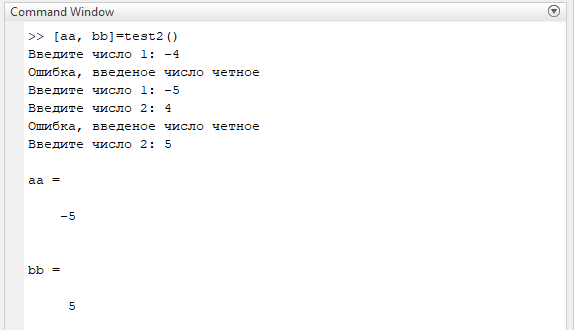 Command Window
>> [aa, bb]=test2()
Введите число 1: -4
Ошибка, введеное число четное
Введите число 1: -5
Введите число 2: 4
Ошибка, введеное число четное
Введите число 2: 5
aa =
-5
bb =
5